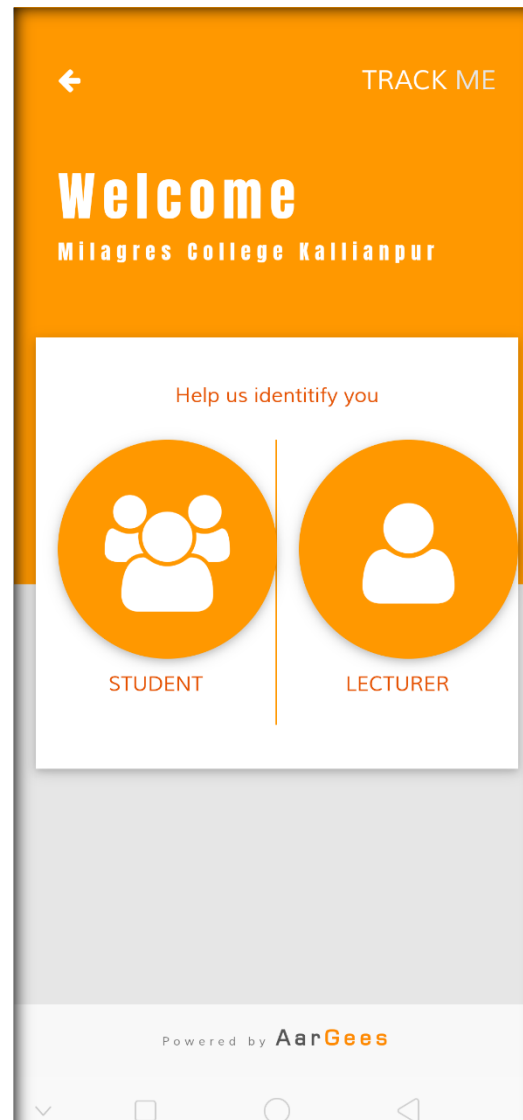 TRACK ME
Welcome
Milagres College Kallianpur
Help us identitify you
STUDENT
LECTURER
Powered by AarGees